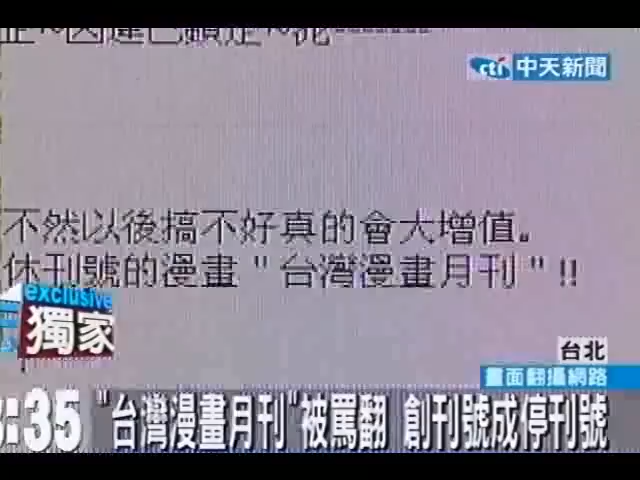 cti 中天新聞
不然以後搞不好真的會大增值。
休刊號的漫畫"台灣漫畫月刊"!!
exclusive
獨家
台北
畫面翻攝網路
:35 "台灣漫畫月刊"被罵翻 創刊號成停刊號